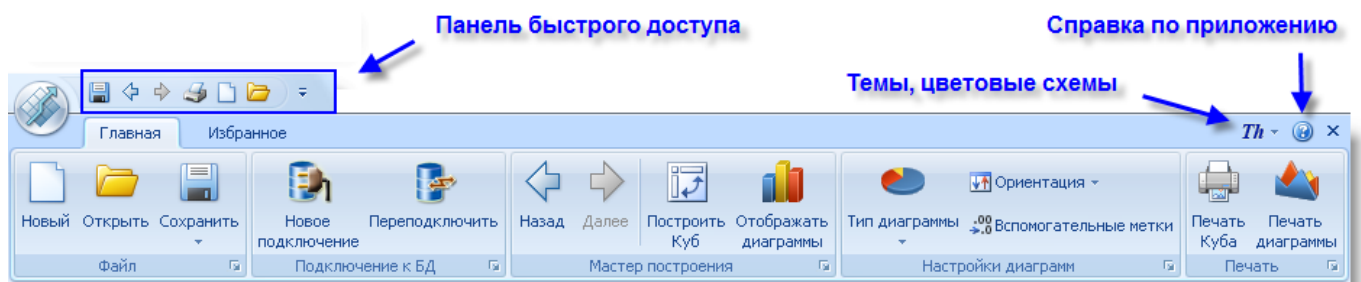 Панель быстрого доступа
Справка по приложению
Темы, цветовые схемы
Главная Избранное Th
Новый Открыть Сохранить
Новое подключение
Переподключить
Назад Далее
Построить Куб
Отображать диаграммы
Тип диаграммы
Ориентация
,00 ,0 Вспомогательные метки
Печать Куба
Печать диаграммы
Файл Подключение к БД Мастер построения Настройки диаграмм Печать